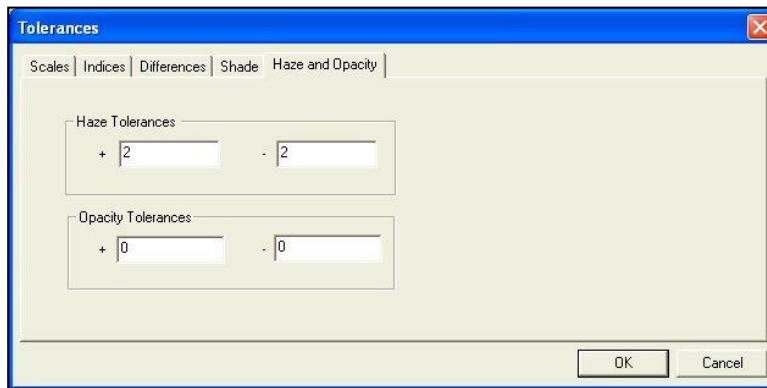 Tolerances
Scales Indices Differences Shade Haze and Opacity
Haze Tolerances
+ 2 - 2
Opacity Tolerances
+ 0 - 0
OK Cancel